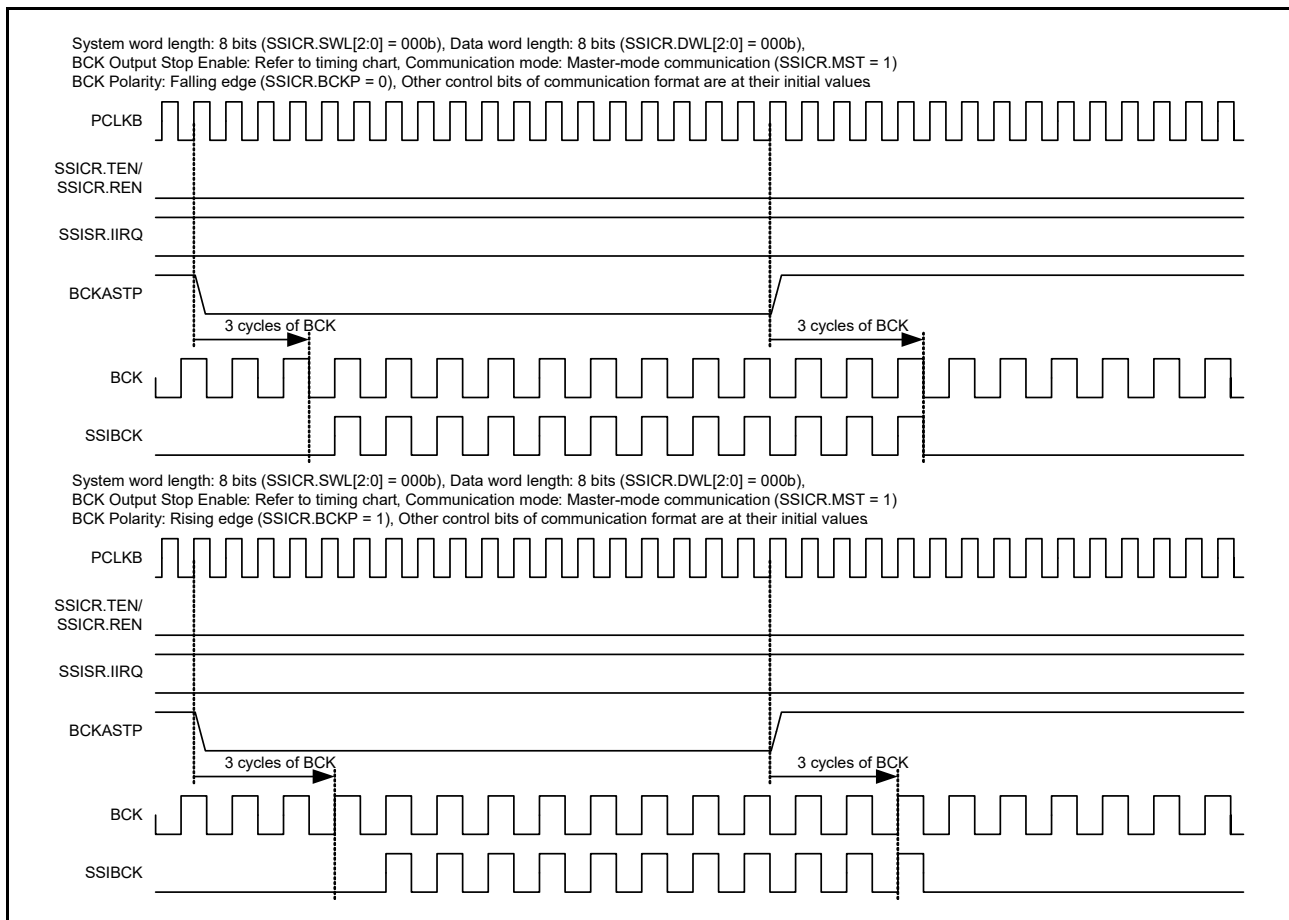 System word length: 8 bits (SSICR.SWL[2:0] = 000b), Data word length: 8 bits (SSICR.DWL[2:0] = 000b),
BCK Output Stop Enable: Refer to timing chart, Communication mode: Master-mode communication (SSICR.MST = 1)
BCK Polarity: Falling edge (SSICR.BCKP = 0), Other control bits of communication format are at their initial values.
PCLKB
SSICR.TEN/
SSICR.REN
SSISR.IIRQ
BCKASTP
3 cycles of BCK 3 cycles of BCK
BCK
SSIBCK
System word length: 8 bits (SSICR.SWL[2:0] = 000b), Data word length: 8 bits (SSICR.DWL[2:0] = 000b),
BCK Output Stop Enable: Refer to timing chart, Communication mode: Master-mode communication (SSICR.MST = 1)
BCK Polarity: Rising edge (SSICR.BCKP = 1), Other control bits of communication format are at their initial values.
PCLKB
SSICR.TEN/
SSICR.REN
SSISR.IIRQ
BCKASTP
3 cycles of BCK 3 cycles of BCK
BCK
SSIBCK